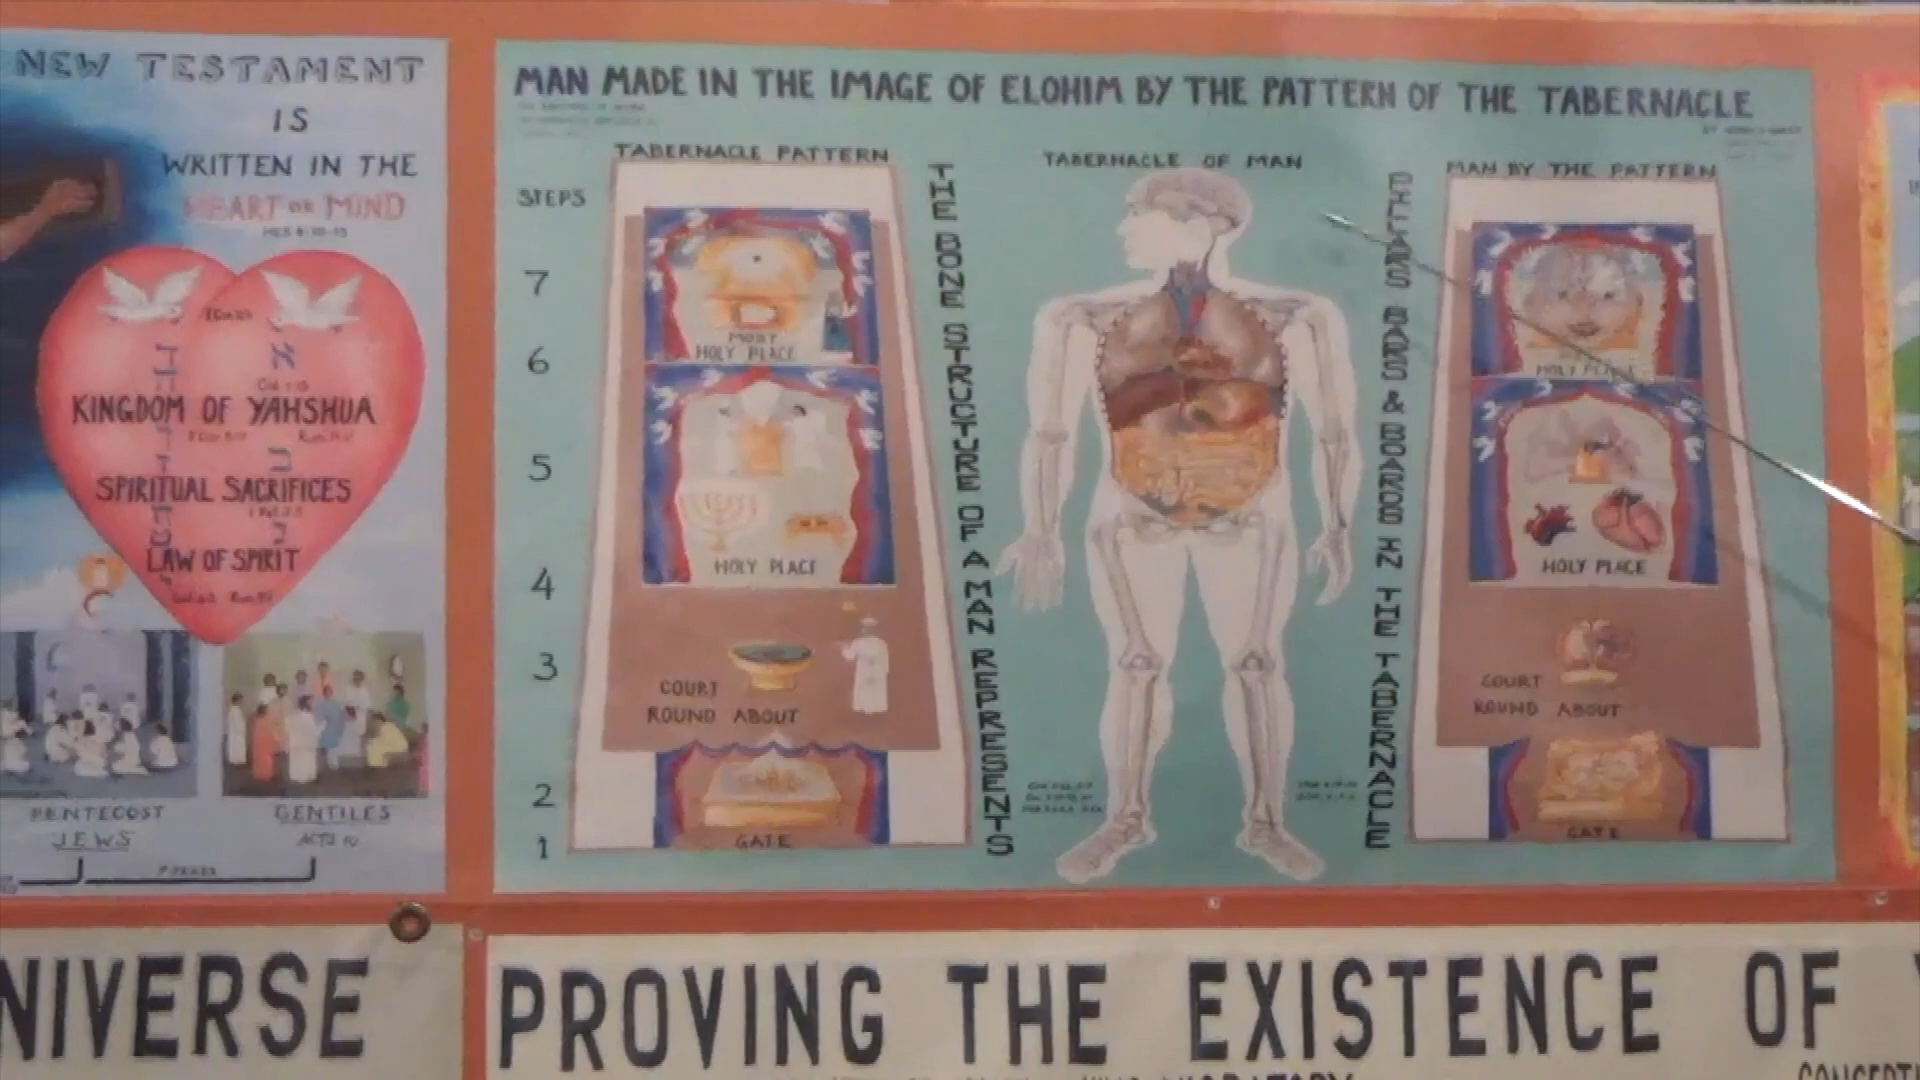 NEW TESTAMENT
IS
WRITTEN IN THE
HEART OR MIND
KINGDOM OF YAHSHUA
SPIRITUAL SACRIFICES
LAW OF SPIRIT
PENTECOST
JEWS
GENTILES
ACTS 10
MAN MADE IN THE IMAGE OF ELOHIM BY THE PATTERN OF THE TABERNACLE
TABERNACLE PATTERN
STEPS
7
6
5
4
3
2
1
MOST
HOLY PLACE
HOLY PLACE
COURT
ROUND ABOUT
GATE
THE BONE STRUCTURE OF A MAN REPRESENTS
TABERNACLE OF MAN
PILLARS BARS & BOARDS IN THE TABERNACLE
MAN BY THE PATTERN
HOLY PLACE
HOLY PLACE
COURT
ROUND ABOUT
GATE
NIVERSE
PROVING THE EXISTENCE OF